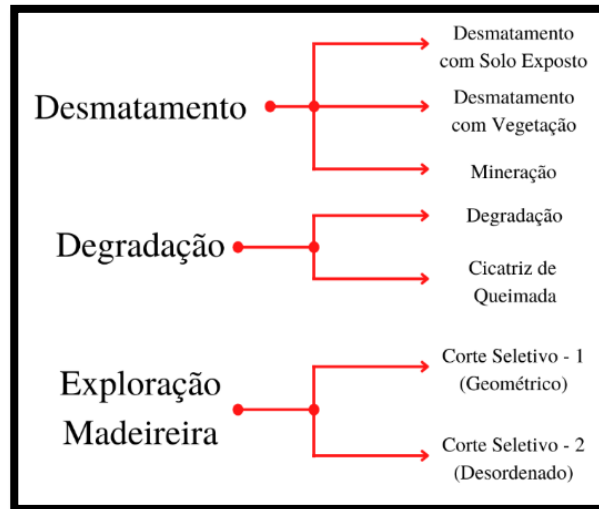 Desmatamento
Desmatamento
com Solo Exposto
Desmatamento
com Vegetação
Mineração
Degradação
Degradação
Cicatriz de
Queimada
Exploração
Madeireira
Corte Seletivo - 1
(Geométrico)
Corte Seletivo - 2
(Desordenado)